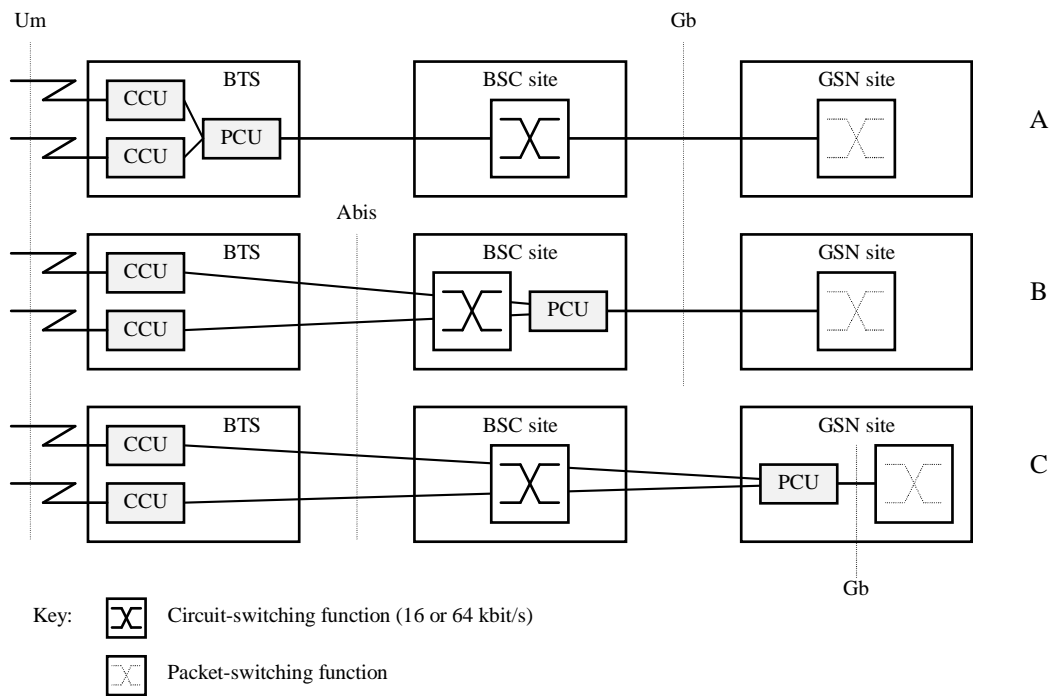 Um
Gb
BTS
BSC site
GSN site
CCU
CCU
PCU
A
Abis
BTS
BSC site
GSN site
CCU
CCU
PCU
B
BTS
BSC site
GSN site
CCU
CCU
PCU
C
Gb
Key:
Circuit-switching function (16 or 64 kbit/s)
Packet-switching function